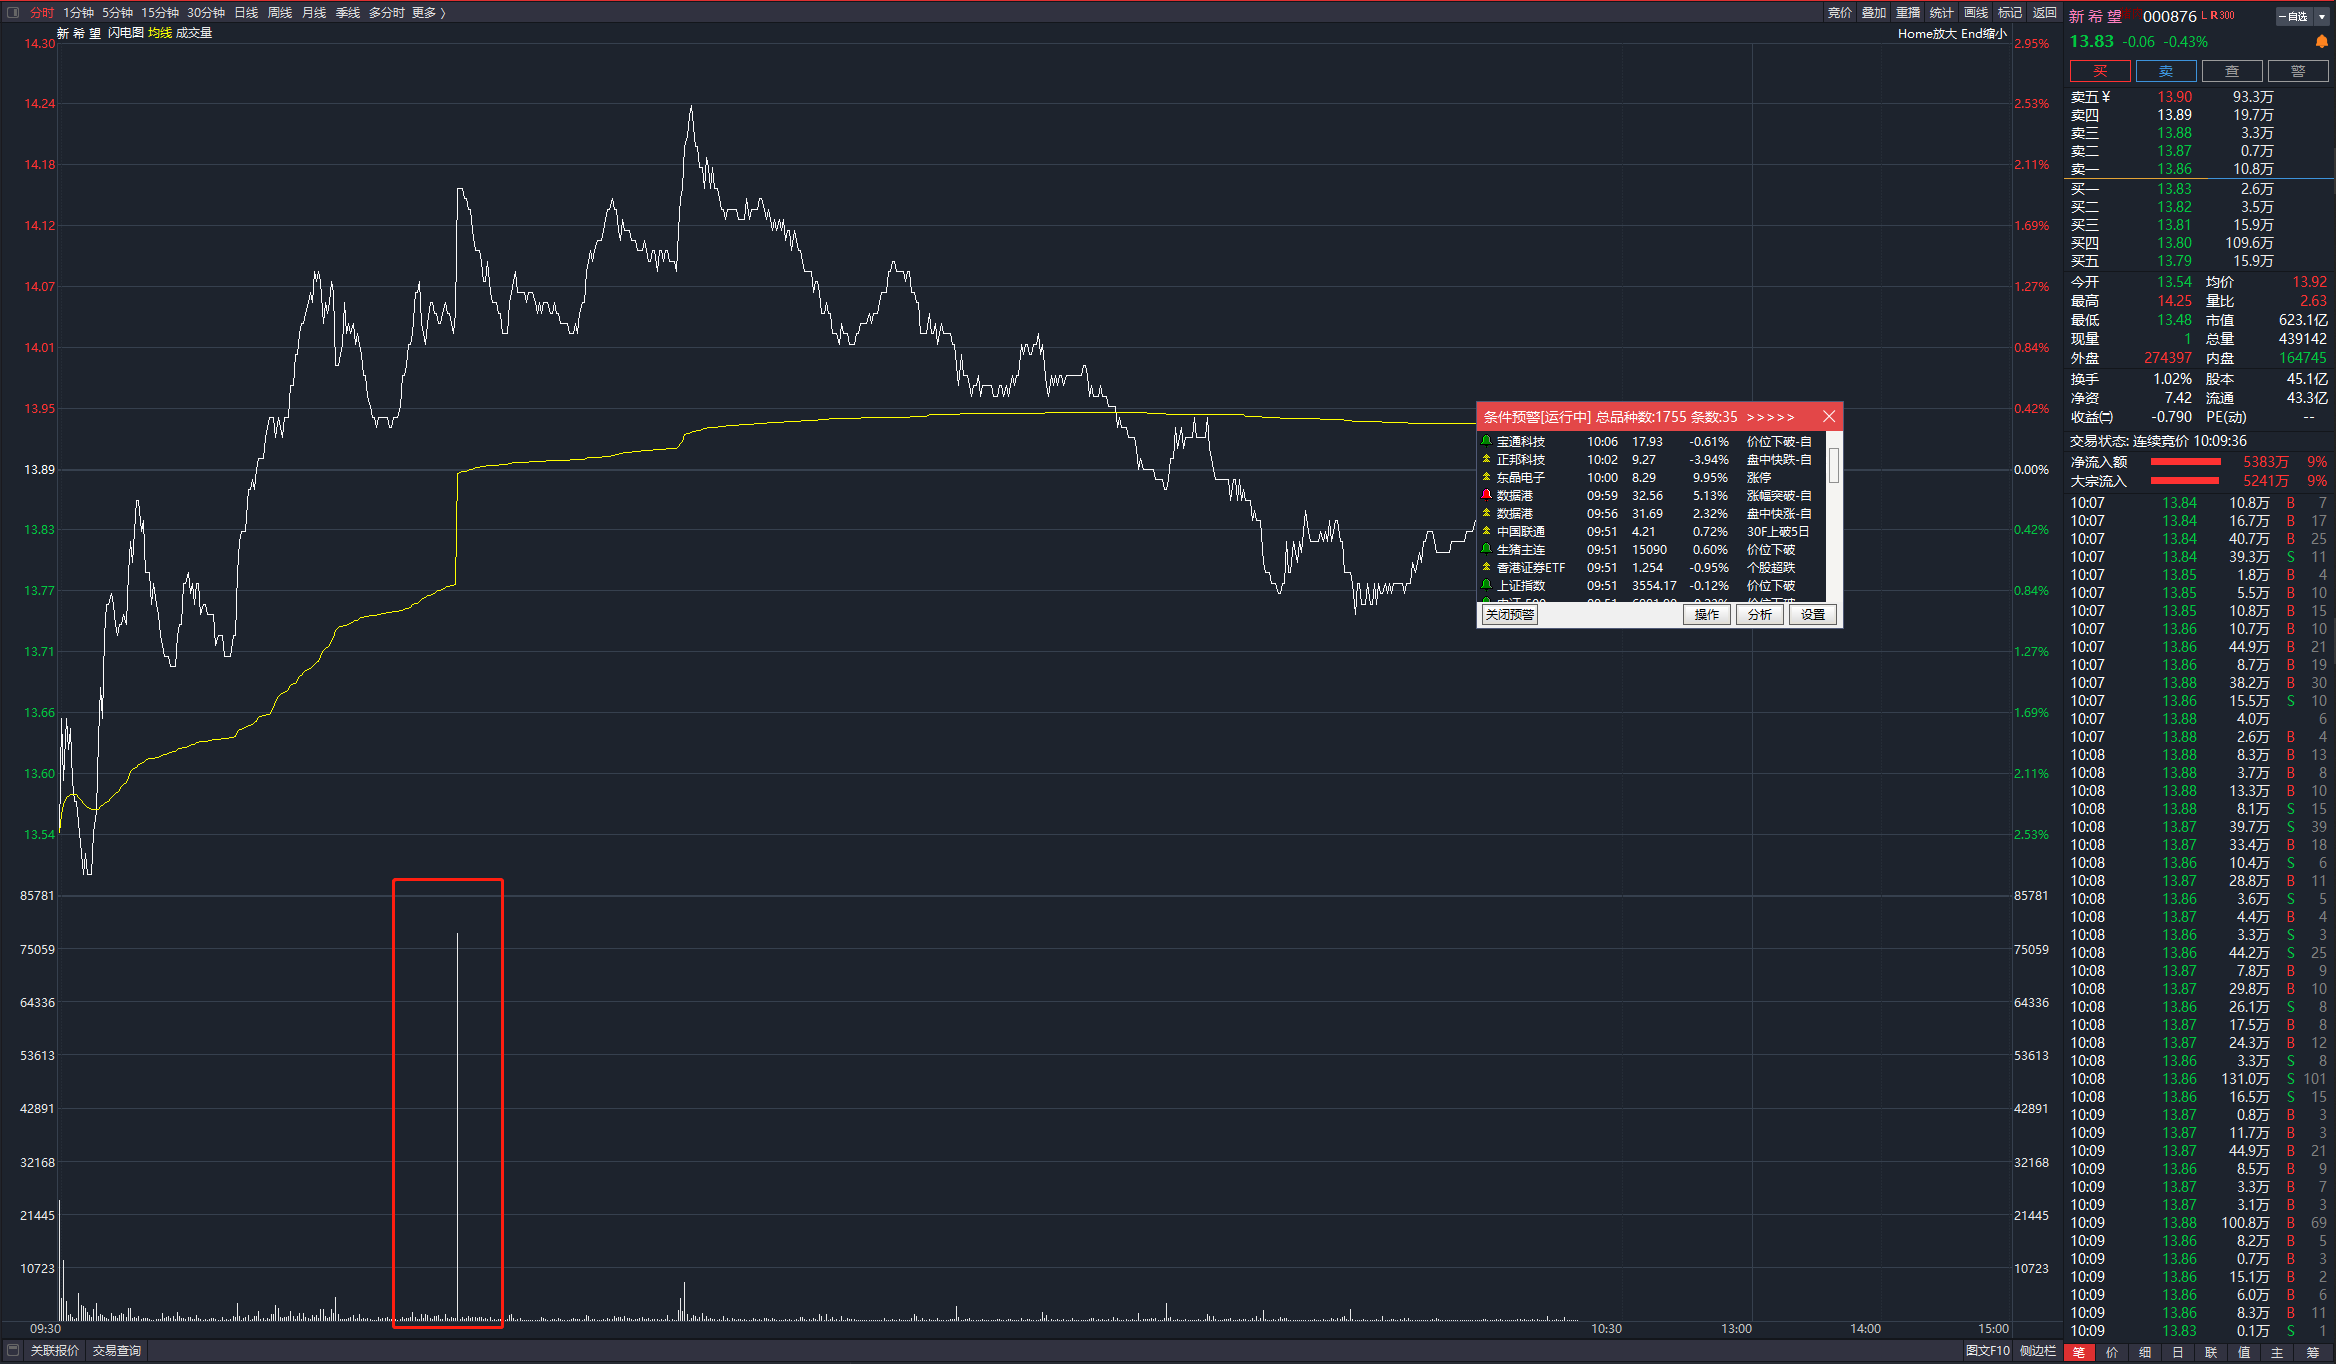 分时 1分钟 5分钟 15分钟 30分钟 日线 周线 月线 季线 多分时 更多 〉
竞价 叠加 重播 统计 画线 标记 返回
新 希 望 闪电图 均线 成交量
Home放大 End缩小
14.30 2.95%
14.24 2.53%
14.18 2.11%
14.12 1.69%
14.07 1.27%
14.01 0.84%
13.95 0.42%
13.89 0.00%
13.83 0.42%
13.77 0.84%
13.71 1.27%
13.66 1.69%
13.60 2.11%
13.54 2.53%
85781 85781
75059 75059
64336 64336
53613 53613
42891 42891
32168 32168
21445 21445
10723 10723
09:30 10:30 13:00 14:00 15:00
条件预警[运行中] 总品种数:1755 条数:35 >>>>>
宝通科技 10:06 17.93 -0.61% 价位下破-自
正邦科技 10:02 9.27 -3.94% 盘中快跌-自
东晶电子 10:00 8.29 9.95% 涨停
数据港 09:59 32.56 5.13% 涨幅突破-自
数据港 09:56 31.69 2.32% 盘中快涨-自
中国联通 09:51 4.21 0.72% 30F上破5日
生猪主连 09:51 15090 0.60% 价位下破
香港证券ETF 09:51 1.254 -0.95% 个股超跌
上证指数 09:51 3554.17 -0.12% 价位下破
关闭预警 操作 分析 设置
新 希 望 000876 L R300 自选
13.83 -0.06 -0.43%
买 卖 查 警
卖五¥ 13.90 93.3万
卖四 13.89 19.7万
卖三 13.88 3.3万
卖二 13.87 0.7万
卖一 13.86 10.8万
买一 13.83 2.6万
买二 13.82 3.5万
买三 13.81 15.9万
买四 13.80 109.6万
买五 13.79 15.9万
今开 13.54 均价 13.92
最高 14.25 量比 2.63
最低 13.48 市值 623.1亿
现量 1 总量 439142
外盘 274397 内盘 164745
换手 1.02% 股本 45.1亿
净资 7.42 流通 43.3亿
收益㈡ -0.790 PE(动) --
交易状态: 连续竞价 10:09:36
净流入额 5383万 9%
大宗流入 5241万 9%
10:07 13.84 10.8万 B 7
10:07 13.84 16.7万 B 17
10:07 13.84 40.7万 B 25
10:07 13.84 39.3万 S 11
10:07 13.85 1.8万 B 4
10:07 13.85 5.5万 B 10
10:07 13.85 10.8万 B 15
10:07 13.86 10.7万 B 10
10:07 13.86 44.9万 B 21
10:07 13.86 8.7万 B 19
10:07 13.88 38.2万 B 30
10:07 13.86 15.5万 S 10
10:07 13.88 4.0万 6
10:07 13.88 2.6万 B 4
10:08 13.88 8.3万 B 13
10:08 13.88 3.7万 B 8
10:08 13.88 13.3万 B 10
10:08 13.88 8.1万 S 15
10:08 13.87 39.7万 S 39
10:08 13.87 33.4万 B 18
10:08 13.86 10.4万 S 6
10:08 13.87 28.8万 B 11
10:08 13.86 3.6万 S 5
10:08 13.87 4.4万 B 4
10:08 13.86 3.3万 S 3
10:08 13.86 44.2万 S 25
10:08 13.87 7.8万 B 9
10:08 13.87 29.8万 B 10
10:08 13.86 26.1万 S 8
10:08 13.87 17.5万 B 8
10:08 13.87 24.3万 B 12
10:08 13.86 3.3万 S 8
10:08 13.86 131.0万 S 101
10:08 13.86 16.5万 S 15
10:09 13.87 0.8万 B 3
10:09 13.87 11.7万 B 3
10:09 13.87 44.9万 B 21
10:09 13.86 8.5万 B 9
10:09 13.87 3.3万 B 7
10:09 13.87 3.1万 B 3
10:09 13.88 100.8万 B 69
10:09 13.86 8.2万 B 5
10:09 13.86 0.7万 B 3
10:09 13.86 15.1万 B 2
10:09 13.86 6.0万 B 6
10:09 13.86 8.3万 B 11
10:09 13.83 0.1万 S 1
关联报价 交易查询
图文F10 侧边栏
笔 价 细 日 联 值 主 筹